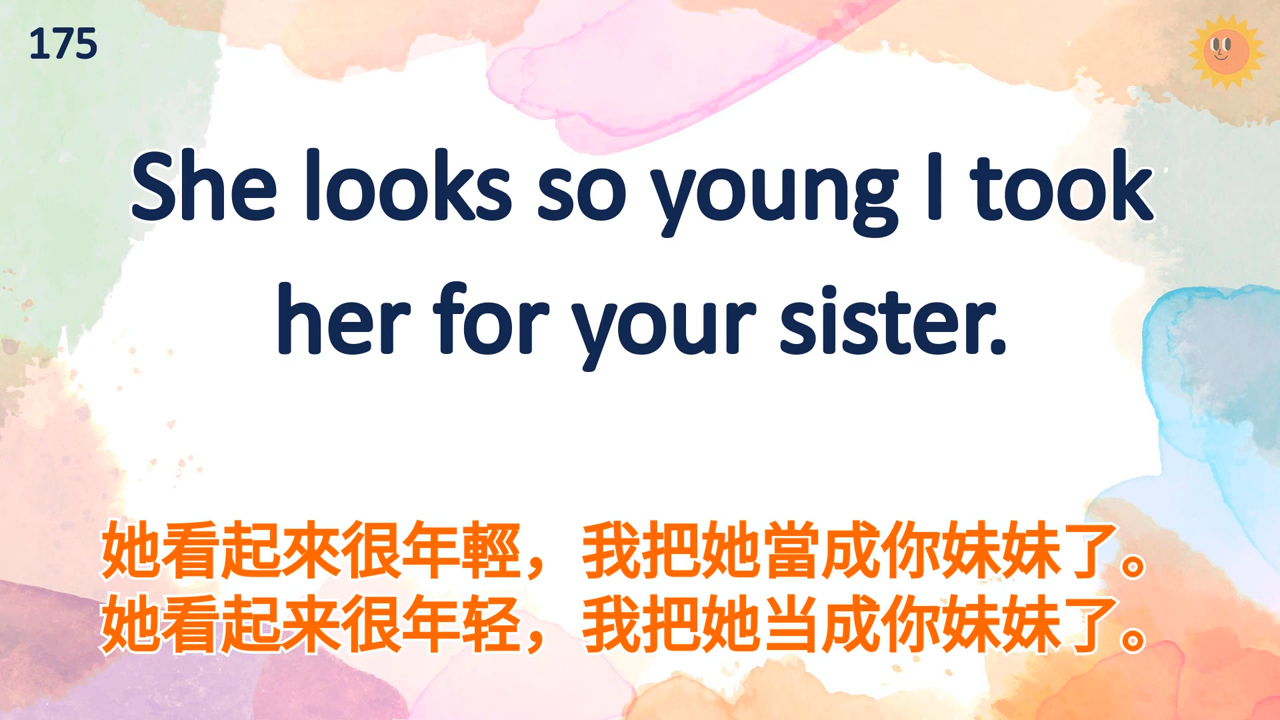 175
She looks so young I took
her for your sister.
她看起來很年輕，我把她當成你妹妹了。
她看起来很年轻，我把她当成你妹妹了。